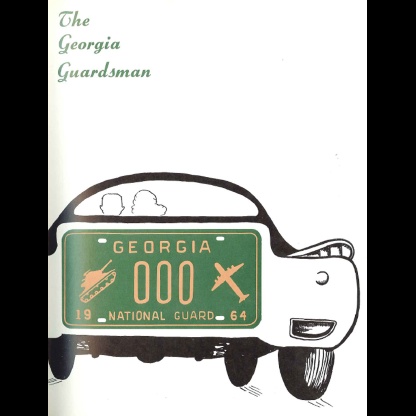 The
Georgia
Guardsman
GEORGIA
000
19 NATIONAL GUARD 64